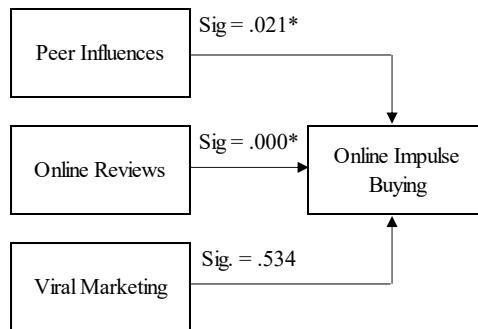 Sig = .021*
Peer Influences
Sig = .000*
Online Reviews
Online Impulse
Buying
Sig. = .534
Viral Marketing